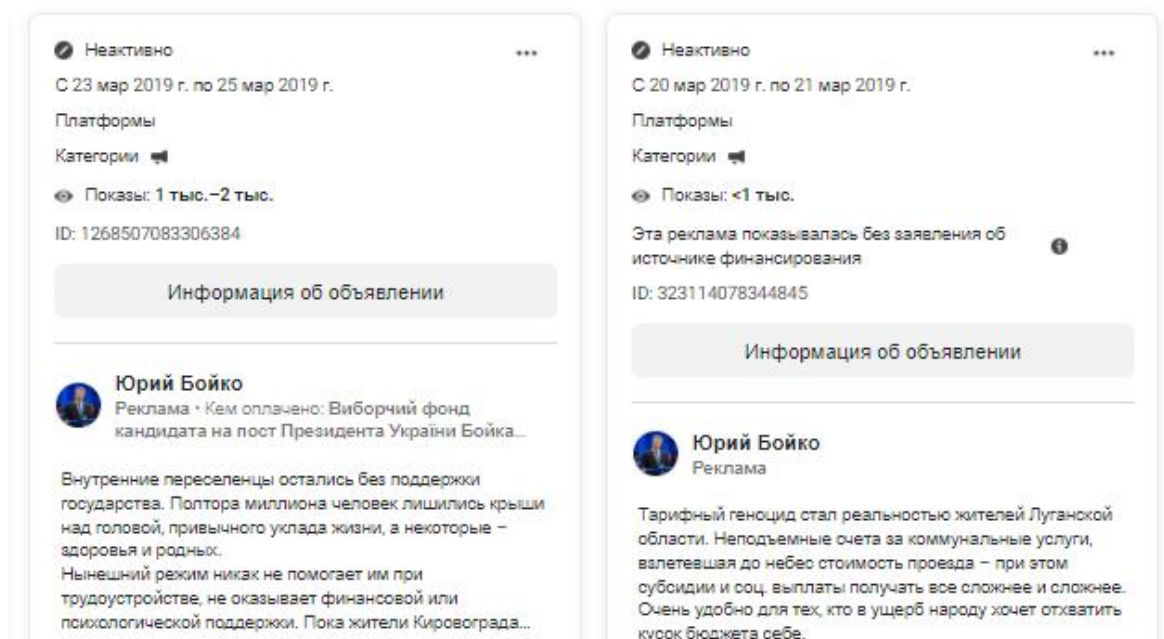 Неактивно
С 23 мар 2019 г. по 25 мар 2019 г.
Платформы
Категории
Показы: 1 тыс.–2 тыс.
ID: 1268507083306384
Информация об объявлении
Юрий Бойко
Реклама • Кем оплачено: Виборчий фонд
кандидата на пост Президента України Бойка...
Внутренние переселенцы остались без поддержки
государства. Полтора миллиона человек лишились крыши
над головой, привычного уклада жизни, а некоторые –
здоровья и родных.
Нынешний режим никак не помогает им при
трудоустройстве, не оказывает финансовой или
психологической поддержки. Пока жители Кировограда...
Неактивно
С 20 мар 2019 г. по 21 мар 2019 г.
Платформы
Категории
Показы: <1 тыс.
Эта реклама показывалась без заявления об
источнике финансирования
ID: 323114078344845
Информация об объявлении
Юрий Бойко
Реклама
Тарифный геноцид стал реальностью жителей Луганской
области. Неподъемные счета за коммунальные услуги,
взлетевшая до небес стоимость проезда – при этом
субсидии и соц. выплаты получать все сложнее и сложнее.
Очень удобно для тех, кто в ущерб народу хочет отхватить
кусок бюджета себе.